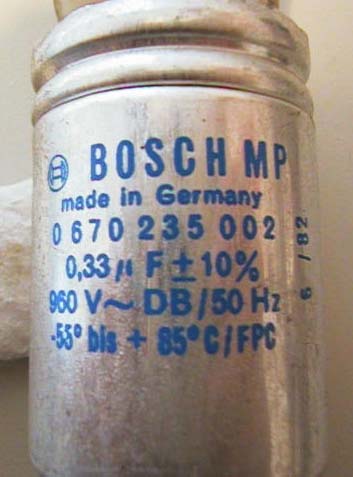 BOSCH MP
made in Germany
0 670 235 002
0,33 µ F ± 10%
960 V~ DB/50 Hz
-55° bis + 85° C/FPC
6 / 82